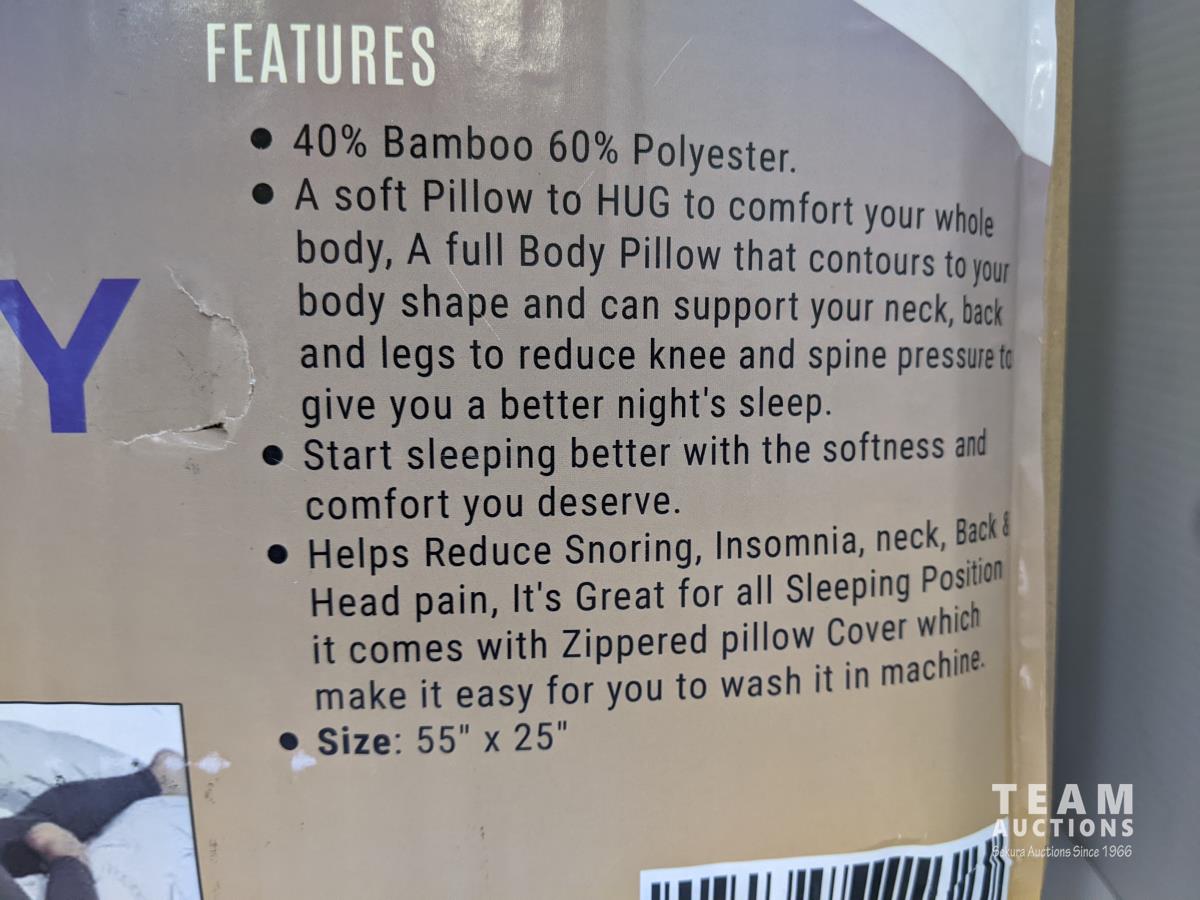 FEATURES
• 40% Bamboo 60% Polyester.
• A soft Pillow to HUG to comfort your whole
body, A full Body Pillow that contours to your
body shape and can support your neck, back
and legs to reduce knee and spine pressure to
give you a better night's sleep.
• Start sleeping better with the softness and
comfort you deserve.
• Helps Reduce Snoring, Insomnia, neck, Back &
Head pain, It's Great for all Sleeping Position
it comes with Zippered pillow Cover which
make it easy for you to wash it in machine.
• Size: 55" x 25"
Y
TEAM
AUCTIONS
Sekura Auctions Since 1966